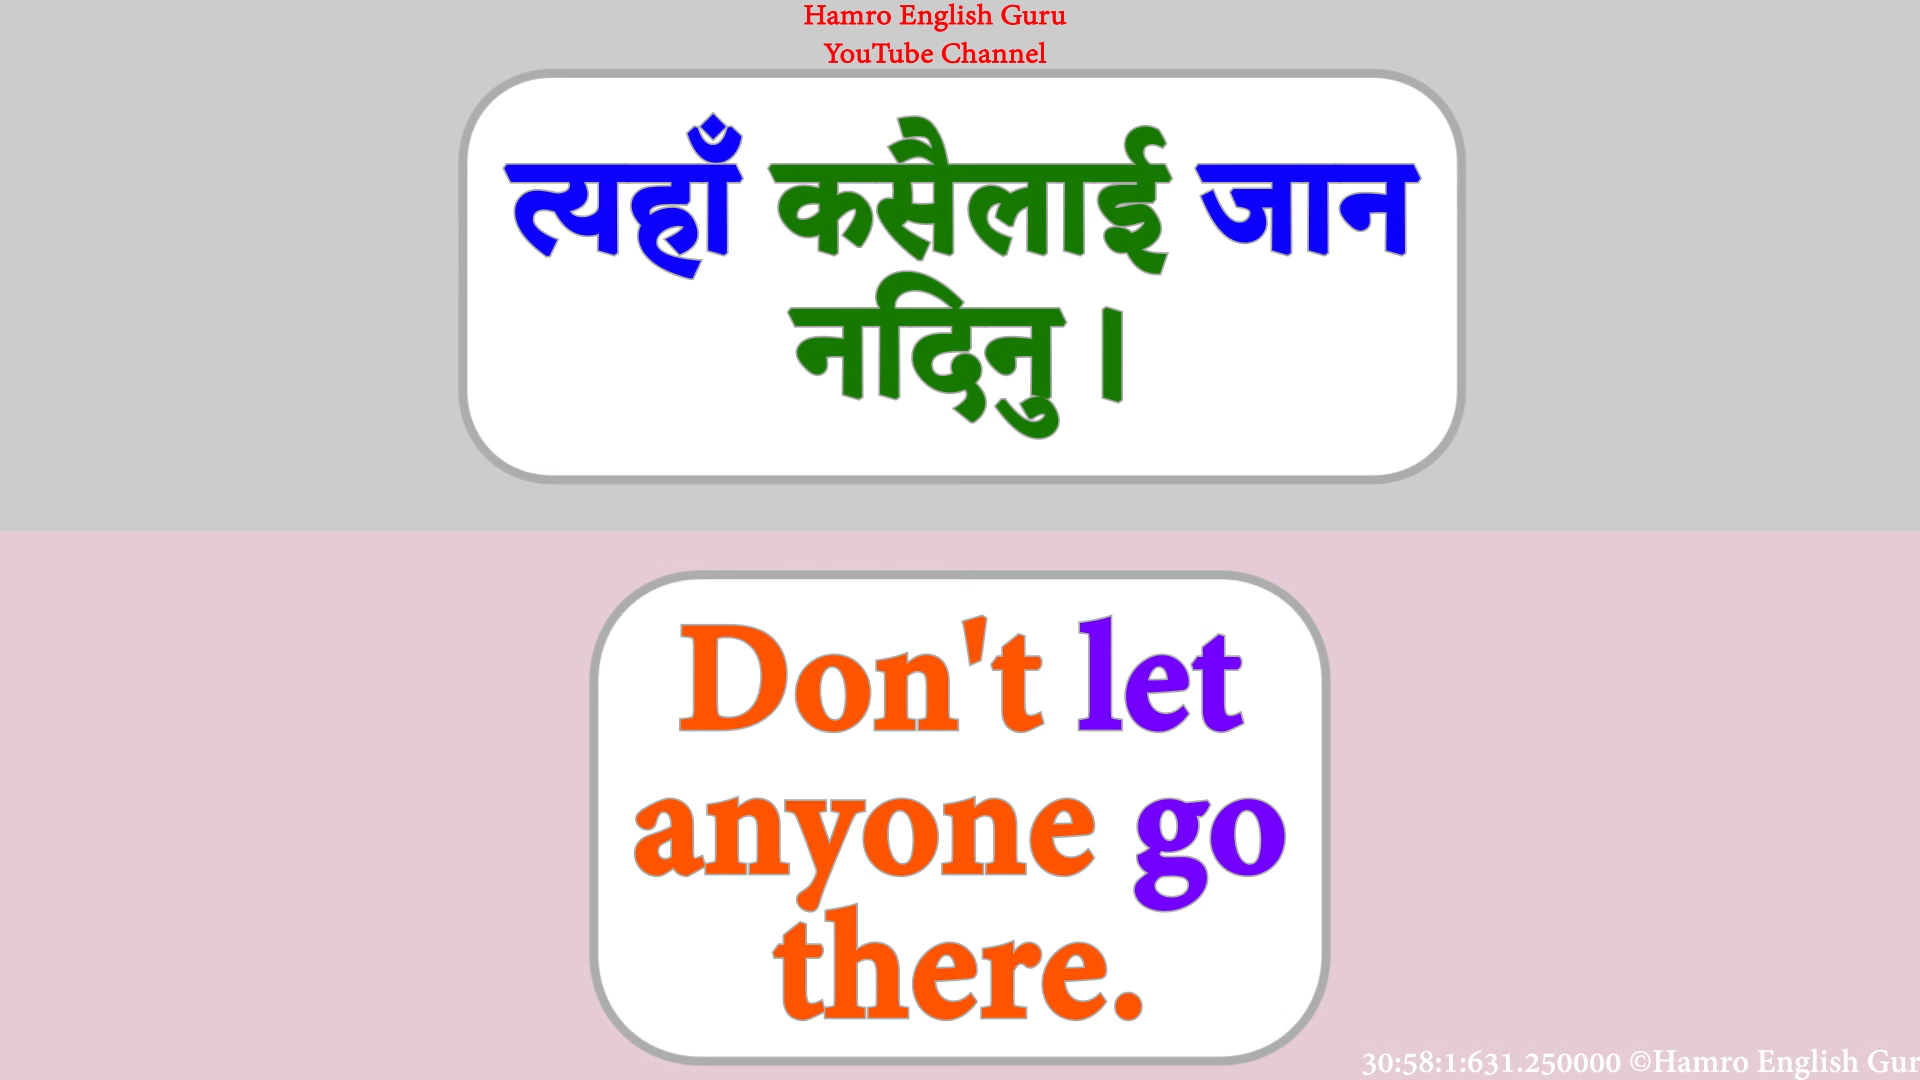 Hamro English Guru
YouTube Channel
त्यहाँ कसैलाई जान
नदिनु ।
Don't let
anyone go
there.
30:58:1:631.250000 ©Hamro English Gur